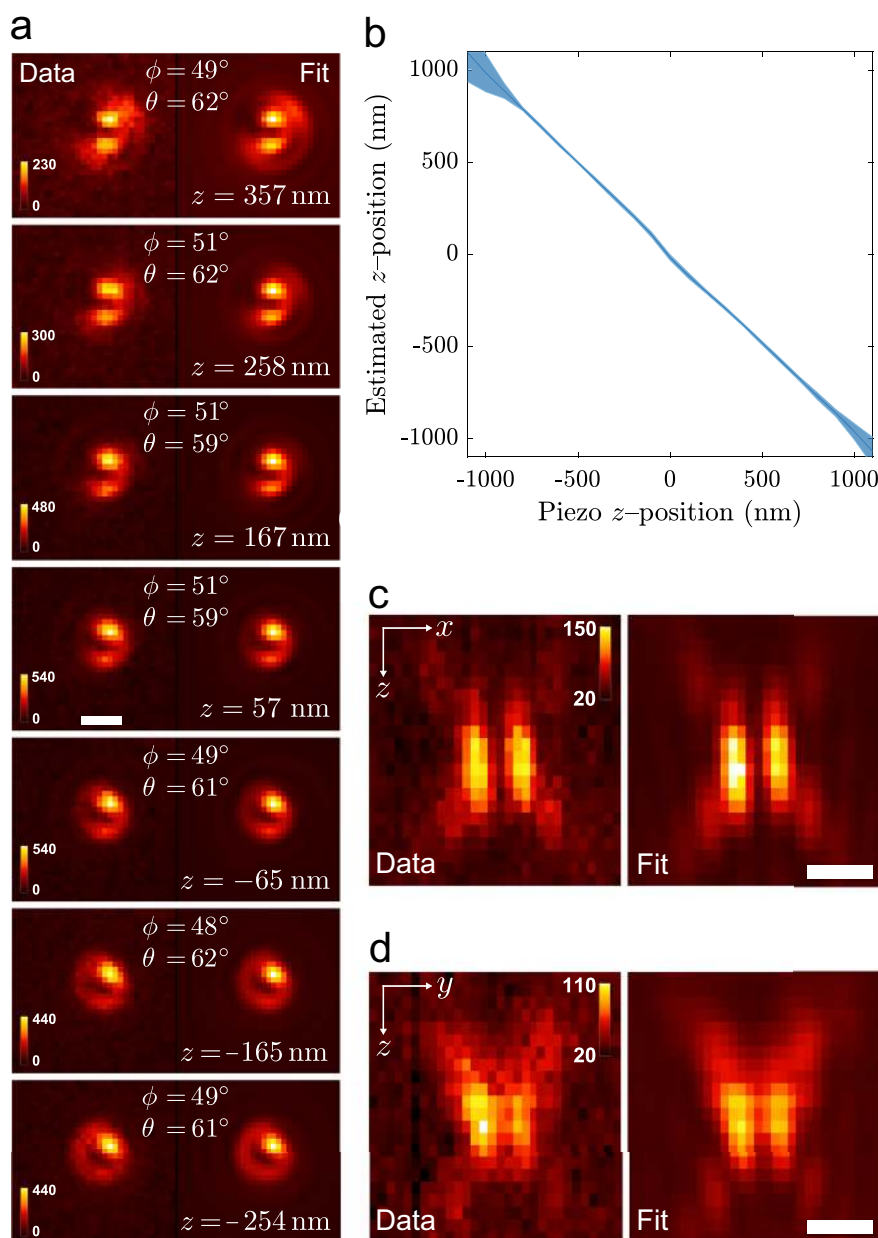 a
Data
Fit
ϕ = 49°
θ = 62°
230
0
z = 357 nm
ϕ = 51°
θ = 62°
300
0
z = 258 nm
ϕ = 51°
θ = 59°
480
0
z = 167 nm
ϕ = 51°
θ = 59°
540
0
z = 57 nm
ϕ = 49°
θ = 61°
540
0
z = −65 nm
ϕ = 48°
θ = 62°
440
0
z = -165 nm
ϕ = 49°
θ = 61°
440
0
z = -254 nm
b
Estimated z–position (nm)
1000
500
0
-500
-1000
-1000 -500 0 500 1000
Piezo z–position (nm)
c
x
z
150
20
Data
Fit
d
y
z
110
20
Data
Fit